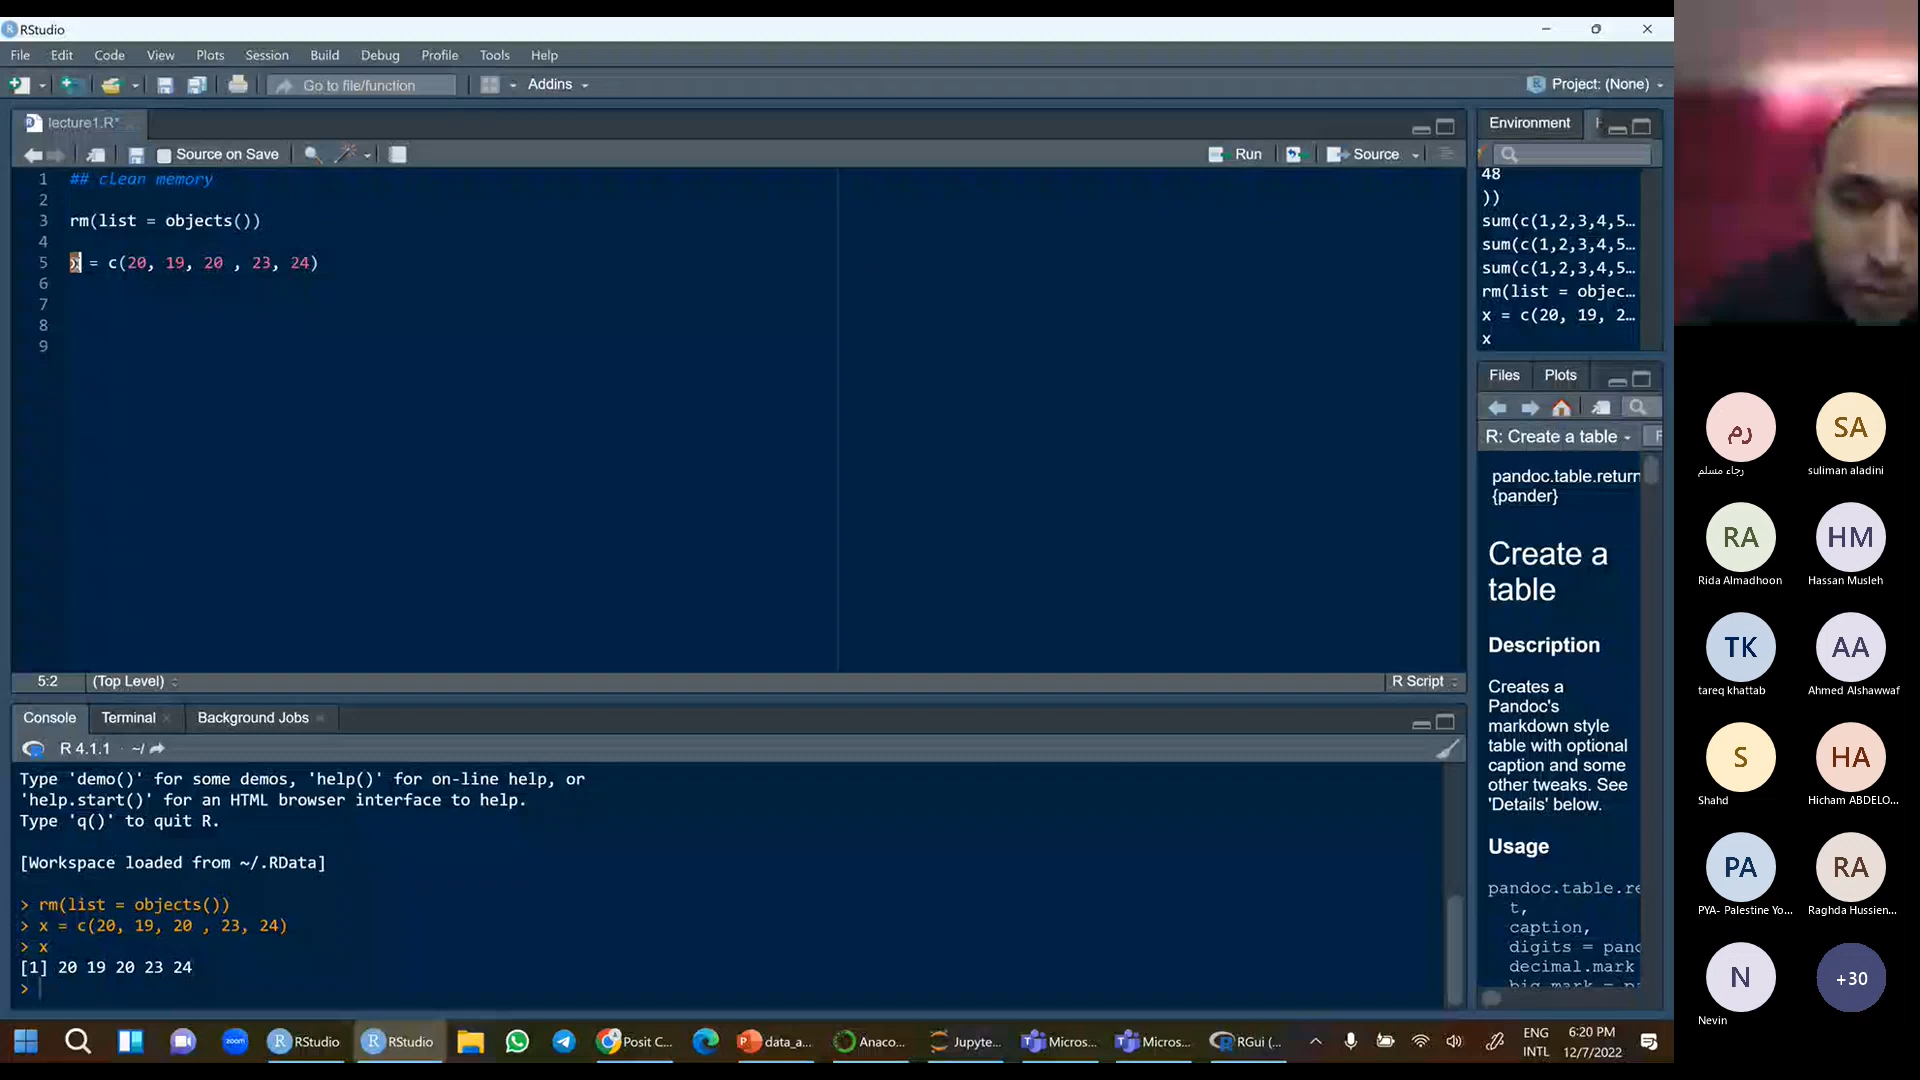 RStudio
File Edit Code View Plots Session Build Debug Profile Tools Help
Go to file/function Addins Project: (None)
lecture1.R*
Source on Save Run Source
1 ## clean memory
2
3 rm(list = objects())
4
5 x = c(20, 19, 20 , 23, 24)
6
7
8
9
5:2 (Top Level) R Script
Console Terminal Background Jobs
R 4.1.1 · ~/
Type 'demo()' for some demos, 'help()' for on-line help, or
'help.start()' for an HTML browser interface to help.
Type 'q()' to quit R.
[Workspace loaded from ~/.RData]
> rm(list = objects())
> x = c(20, 19, 20 , 23, 24)
> x
[1] 20 19 20 23 24
>
Environment
48
))
sum(c(1,2,3,4,5…
sum(c(1,2,3,4,5…
sum(c(1,2,3,4,5…
rm(list = objec…
x = c(20, 19, 2…
x
Files Plots
R: Create a table
pandoc.table.return
{pander}
Create a
table
Description
Creates a
Pandoc's
markdown style
table with optional
caption and some
other tweaks. See
'Details' below.
Usage
pandoc.table.re
t,
caption,
digits = pand
decimal.mark
big.mark = p
رم
رجاء مسلم
SA
suliman aladini
RA
Rida Almadhoon
HM
Hassan Musleh
TK
tareq khattab
AA
Ahmed Alshawwaf
S
Shahd
HA
Hicham ABDELO...
PA
PYA- Palestine Yo...
RA
Raghda Hussien...
N
Nevin
+30
zoom RStudio RStudio Posit C... data_a... Anaco... Jupyte... Micros... Micros... RGui (...
ENG
INTL
6:20 PM
12/7/2022